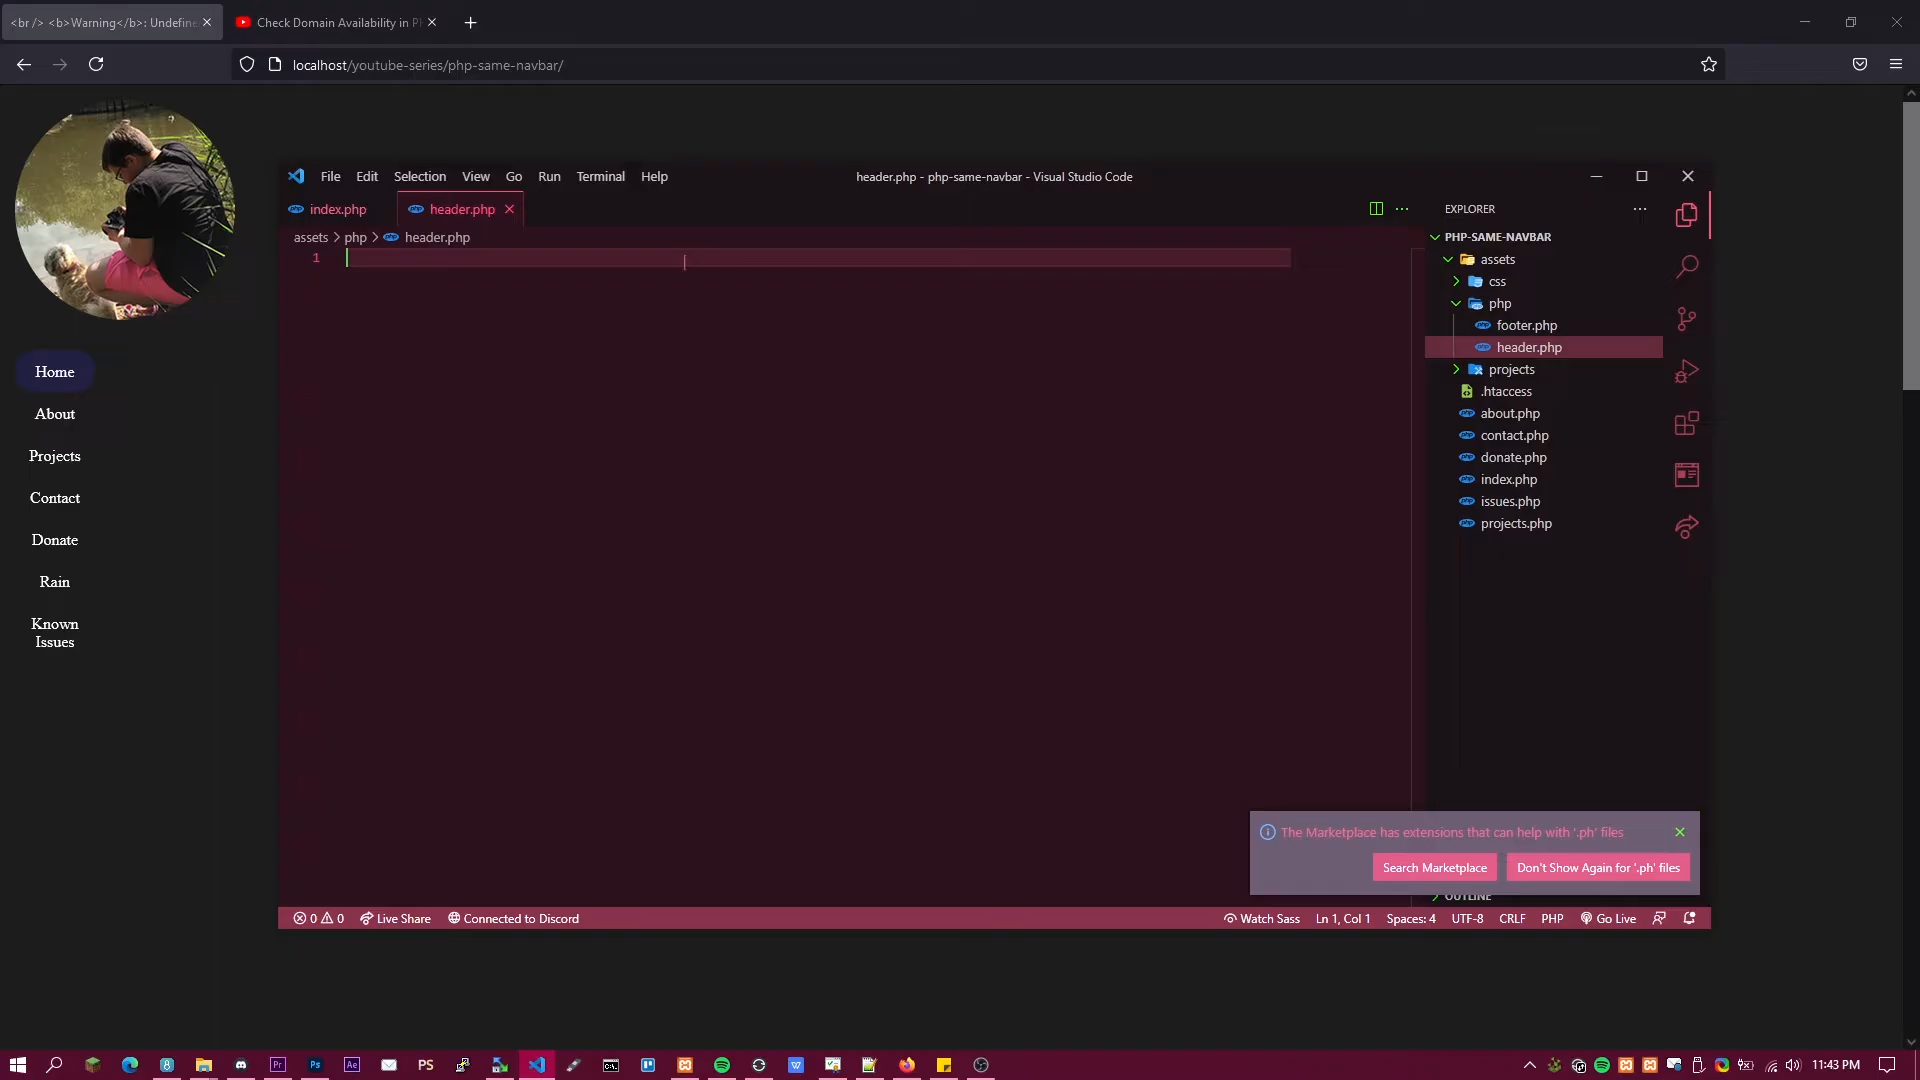 <br /> <b>Warning</b>: Undefine
Check Domain Availability in P
localhost/youtube-series/php-same-navbar/
Home
About
Projects
Contact
Donate
Rain
Known
Issues
File Edit Selection View Go Run Terminal Help
header.php - php-same-navbar - Visual Studio Code
index.php
header.php
assets > php > header.php
1
EXPLORER
PHP-SAME-NAVBAR
assets
css
php
footer.php
header.php
projects
.htaccess
about.php
contact.php
donate.php
index.php
issues.php
projects.php
The Marketplace has extensions that can help with '.ph' files
Search Marketplace
Don't Show Again for '.ph' files
OUTLINE
0 0 Live Share Connected to Discord
Watch Sass Ln 1, Col 1 Spaces: 4 UTF-8 CRLF PHP Go Live
Pr Ps Ae PS
11:43 PM